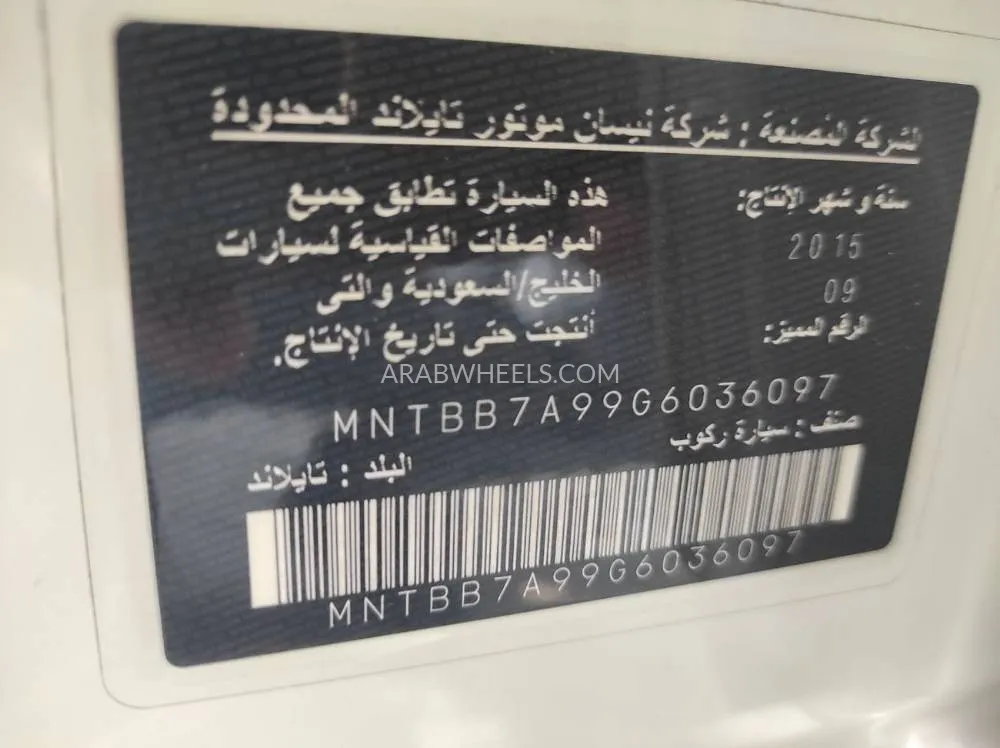 الشركة المصنعة : شركة نيسان موتور تايلاند المحدودة
سنة و شهر الإنتاج:
2015
09
هذه السيارة تطابق جميع
المواصفات القياسية لسيارات
الخليج/السعودية والتى
أنتجت حتى تاريخ الإنتاج.
الرقم المميز:
ARABWHEELS.COM
MNTBB7A99G6036097
صنف : سيارة ركوب
البلد : تايلاند
MNTBB7A99G6036097